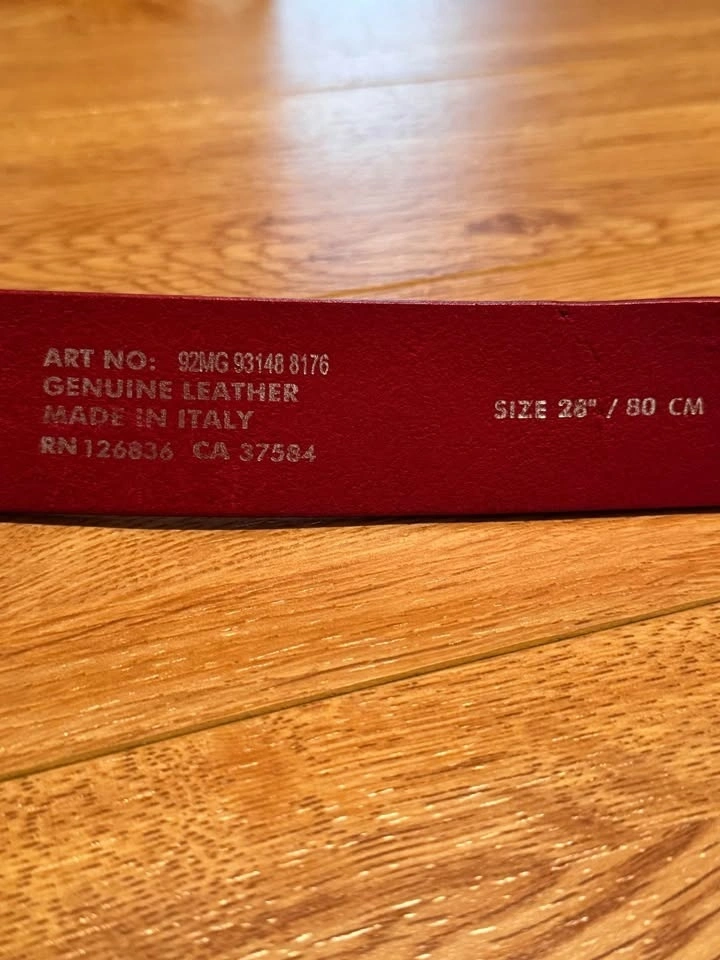 ART NO: 92MG 93148 8176
GENUINE LEATHER
MADE IN ITALY
RN 126836 CA 37584
SIZE 28" / 80 CM